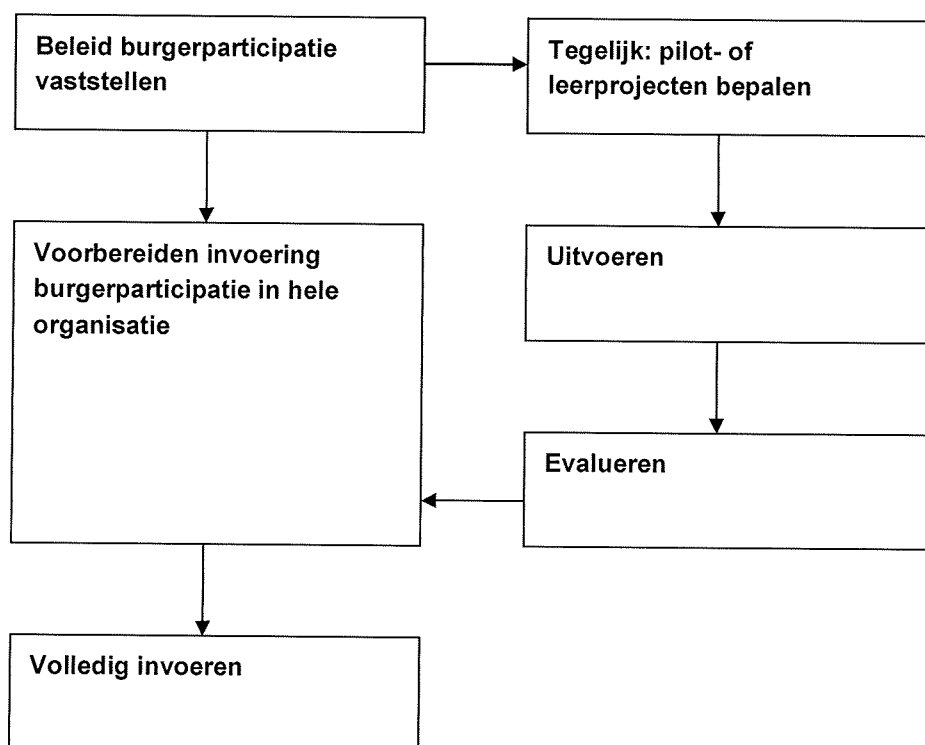 Beleid burgerparticipatie
vaststellen
Tegelijk: pilot- of
leerprojecten bepalen
Voorbereiden invoering
burgerparticipatie in hele
organisatie
Uitvoeren
Evalueren
Volledig invoeren